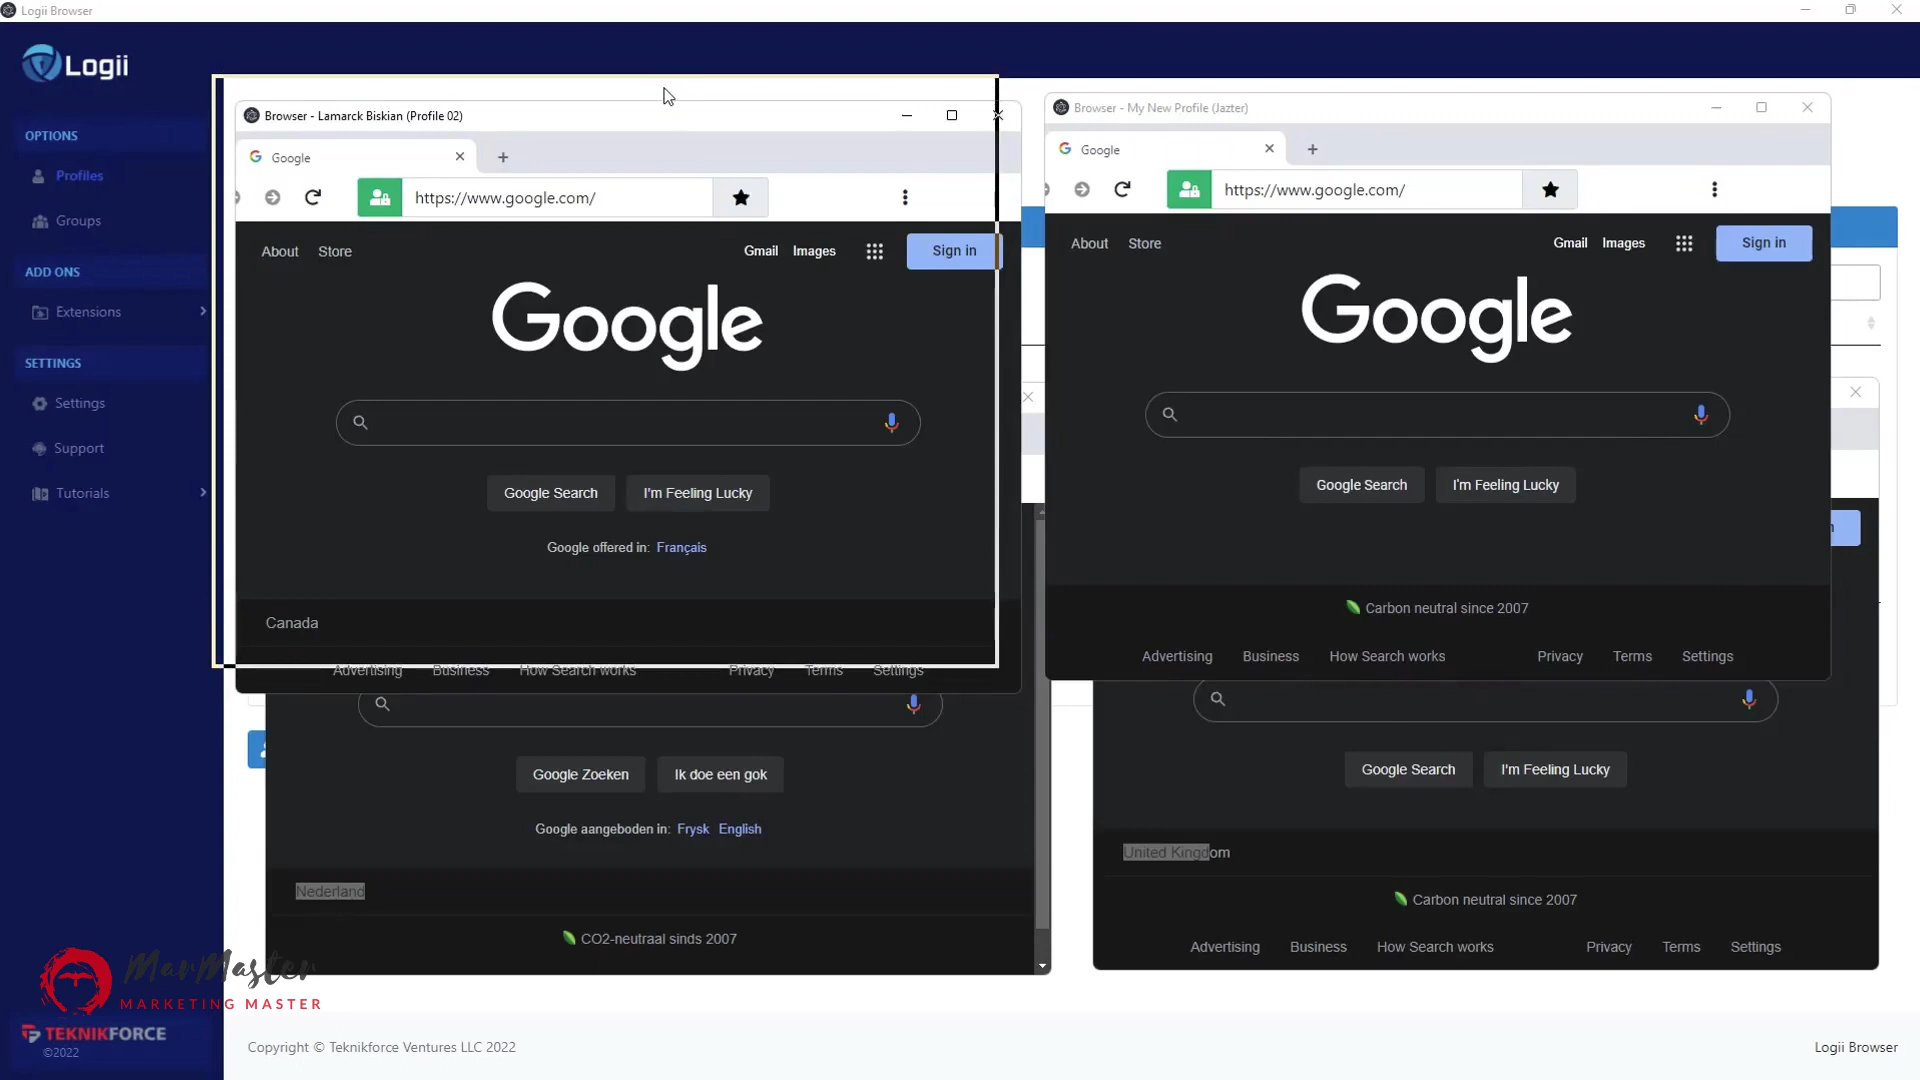 Logii Browser
Logii
OPTIONS
Profiles
Groups
ADD ONS
Extensions
SETTINGS
Settings
Support
Tutorials
Browser - Lamarck Biskian (Profile 02)
Google
https://www.google.com/
About Store Gmail Images Sign in
Google
Google Search I'm Feeling Lucky
Google offered in: Français
Canada
Advertising Business How Search works Privacy Terms Settings
Browser - My New Profile (Jazter)
Google
https://www.google.com/
About Store Gmail Images Sign in
Google
Google Search I'm Feeling Lucky
Carbon neutral since 2007
Advertising Business How Search works Privacy Terms Settings
Google Zoeken Ik doe een gok
Google aangeboden in: Frysk English
Nederland
CO2-neutraal sinds 2007
Google Search I'm Feeling Lucky
United Kingdom
Carbon neutral since 2007
Advertising Business How Search works Privacy Terms Settings
MarMaster
MARKETING MASTER
TEKNIKFORCE
©2022
Copyright © Teknikforce Ventures LLC 2022
Logii Browser